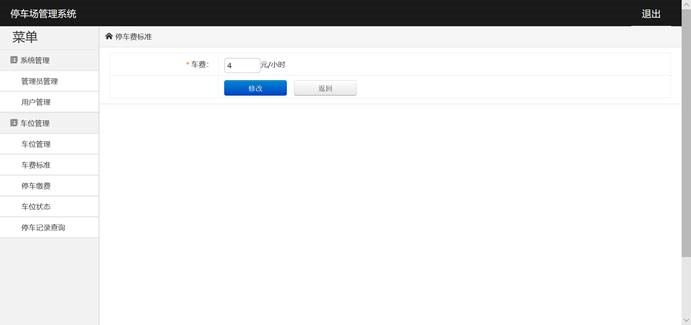 停车场管理系统
退出
菜单
停车费标准
系统管理
* 车费： 4 元/小时
管理员管理
修改 返回
用户管理
车位管理
车位管理
车费标准
停车缴费
车位状态
停车记录查询